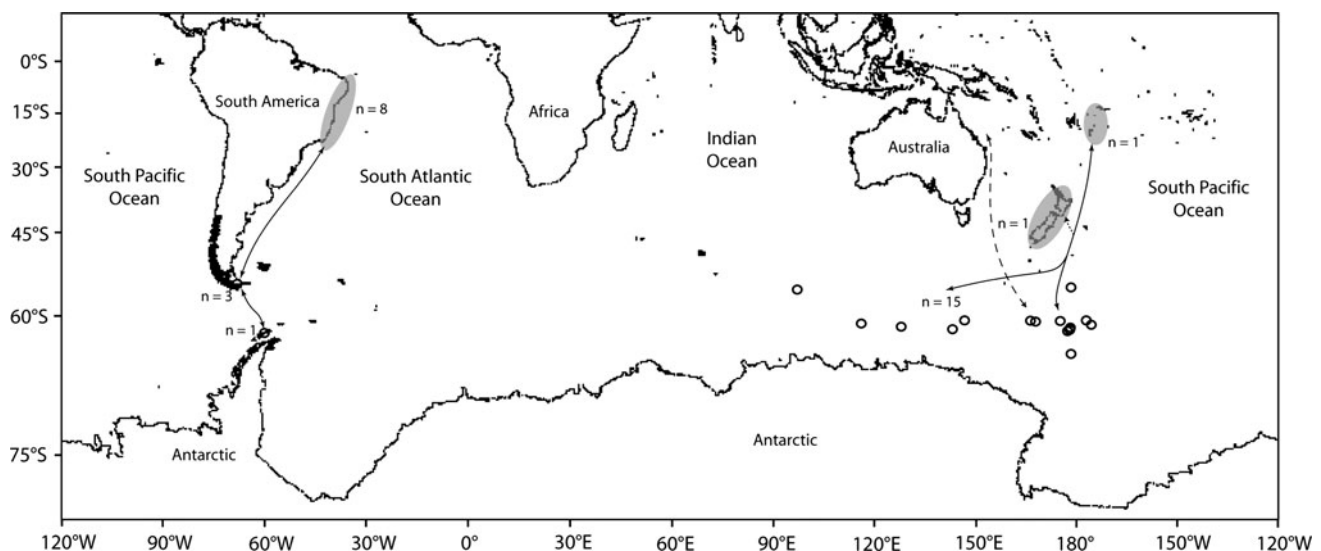 0°S
15°S
30°S
45°S
60°S
75°S
South America
n = 8
Africa
Indian
Ocean
Australia
n = 1
South Pacific
Ocean
South Atlantic
Ocean
South Pacific
Ocean
n = 1
n = 3
n = 1
n = 15
Antarctic
Antarctic
120°W 90°W 60°W 30°W 0°E 30°E 60°E 90°E 120°E 150°E 180°E 150°W 120°W